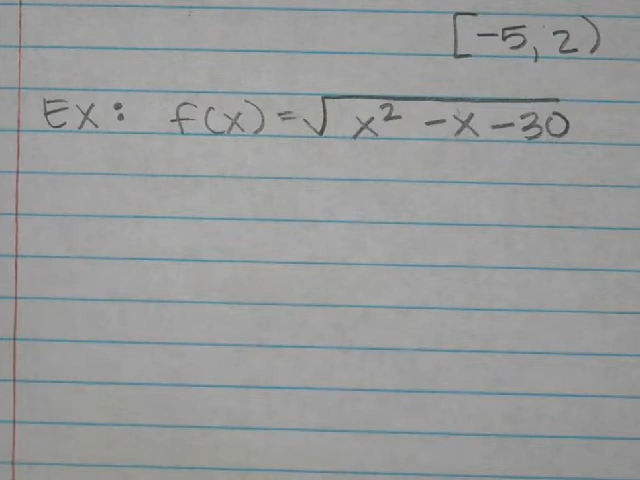 [-5, 2)
Ex: f(x) = √x² - x - 30